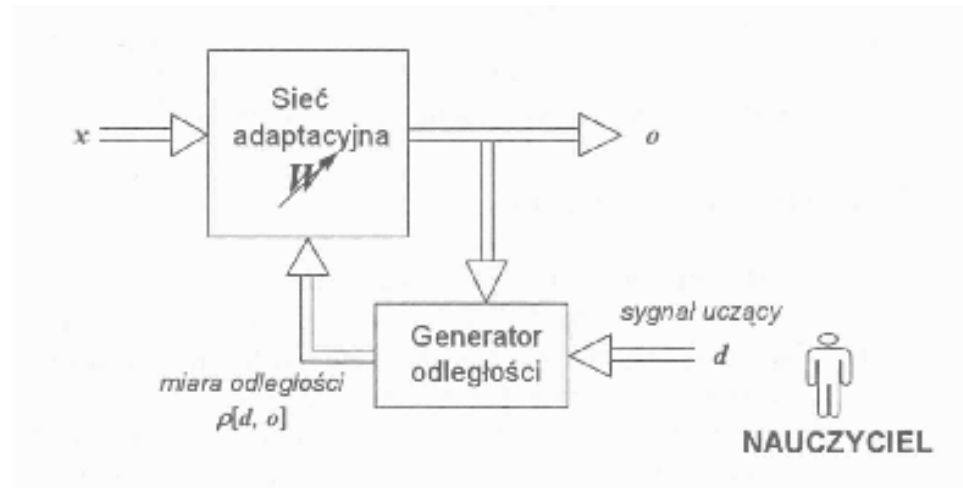 Sieć
adaptacyjna
W
x
o
Generator
odległości
sygnał uczący
d
miara odległości
ρ[d, o]
NAUCZYCIEL